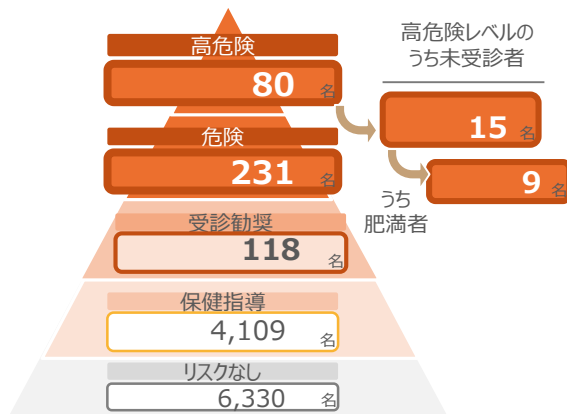 高危険
80 名
高危険レベルの
うち未受診者
15 名
危険
231 名
うち
肥満者
9 名
受診勧奨
118 名
保健指導
4,109 名
リスクなし
6,330 名